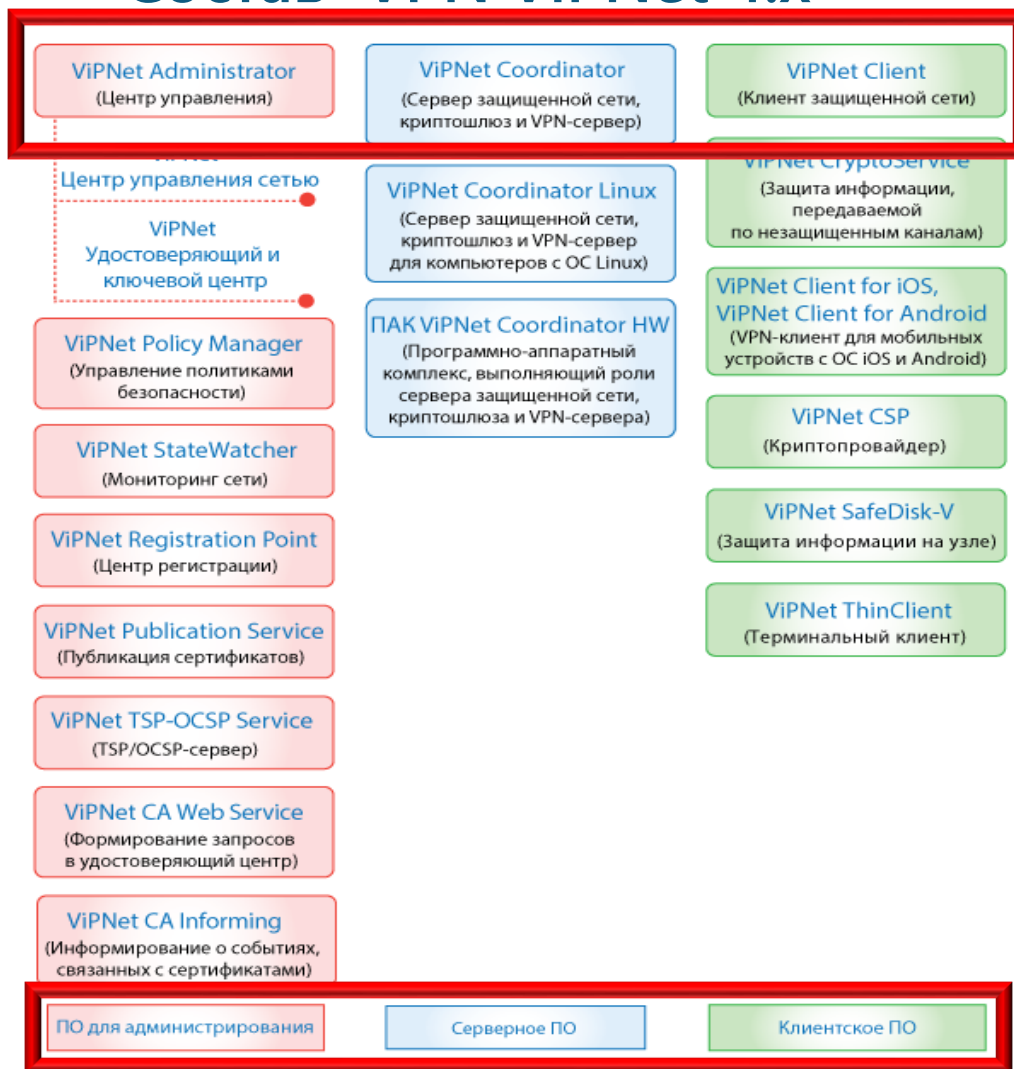 ViPNet Administrator
(Центр управления)
ViPNet
Центр управления сетью
ViPNet
Удостоверяющий и
ключевой центр
ViPNet Policy Manager
(Управление политиками
безопасности)
ViPNet StateWatcher
(Мониторинг сети)
ViPNet Registration Point
(Центр регистрации)
ViPNet Publication Service
(Публикация сертификатов)
ViPNet TSP-OCSP Service
(TSP/OCSP-сервер)
ViPNet CA Web Service
(Формирование запросов
в удостоверяющий центр)
ViPNet CA Informing
(Информирование о событиях,
связанных с сертификатами)
ViPNet Coordinator
(Сервер защищенной сети,
криптошлюз и VPN-сервер)
ViPNet Coordinator Linux
(Сервер защищенной сети,
криптошлюз и VPN-сервер
для компьютеров с ОС Linux)
ПАК ViPNet Coordinator HW
(Программно-аппаратный
комплекс, выполняющий роли
сервера защищенной сети,
криптошлюза и VPN-сервера)
ViPNet Client
(Клиент защищенной сети)
ViPNet CryptoService
(Защита информации,
передаваемой
по незащищенным каналам)
ViPNet Client for iOS,
ViPNet Client for Android
(VPN-клиент для мобильных
устройств с ОС iOS и Android)
ViPNet CSP
(Криптопровайдер)
ViPNet SafeDisk-V
(Защита информации на узле)
ViPNet ThinClient
(Терминальный клиент)
ПО для администрирования
Серверное ПО
Клиентское ПО